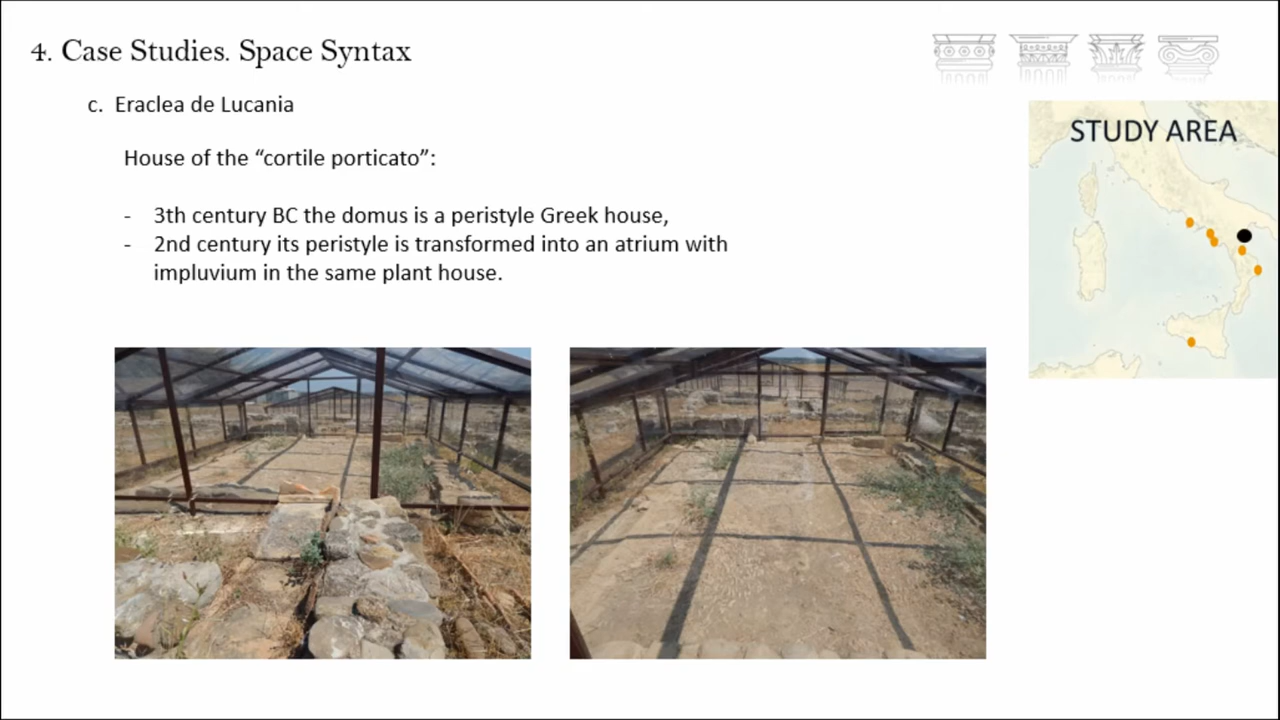 4. Case Studies. Space Syntax
c. Eraclea de Lucania
STUDY AREA
House of the “cortile porticato”:
- 3th century BC the domus is a peristyle Greek house,
- 2nd century its peristyle is transformed into an atrium with
impluvium in the same plant house.